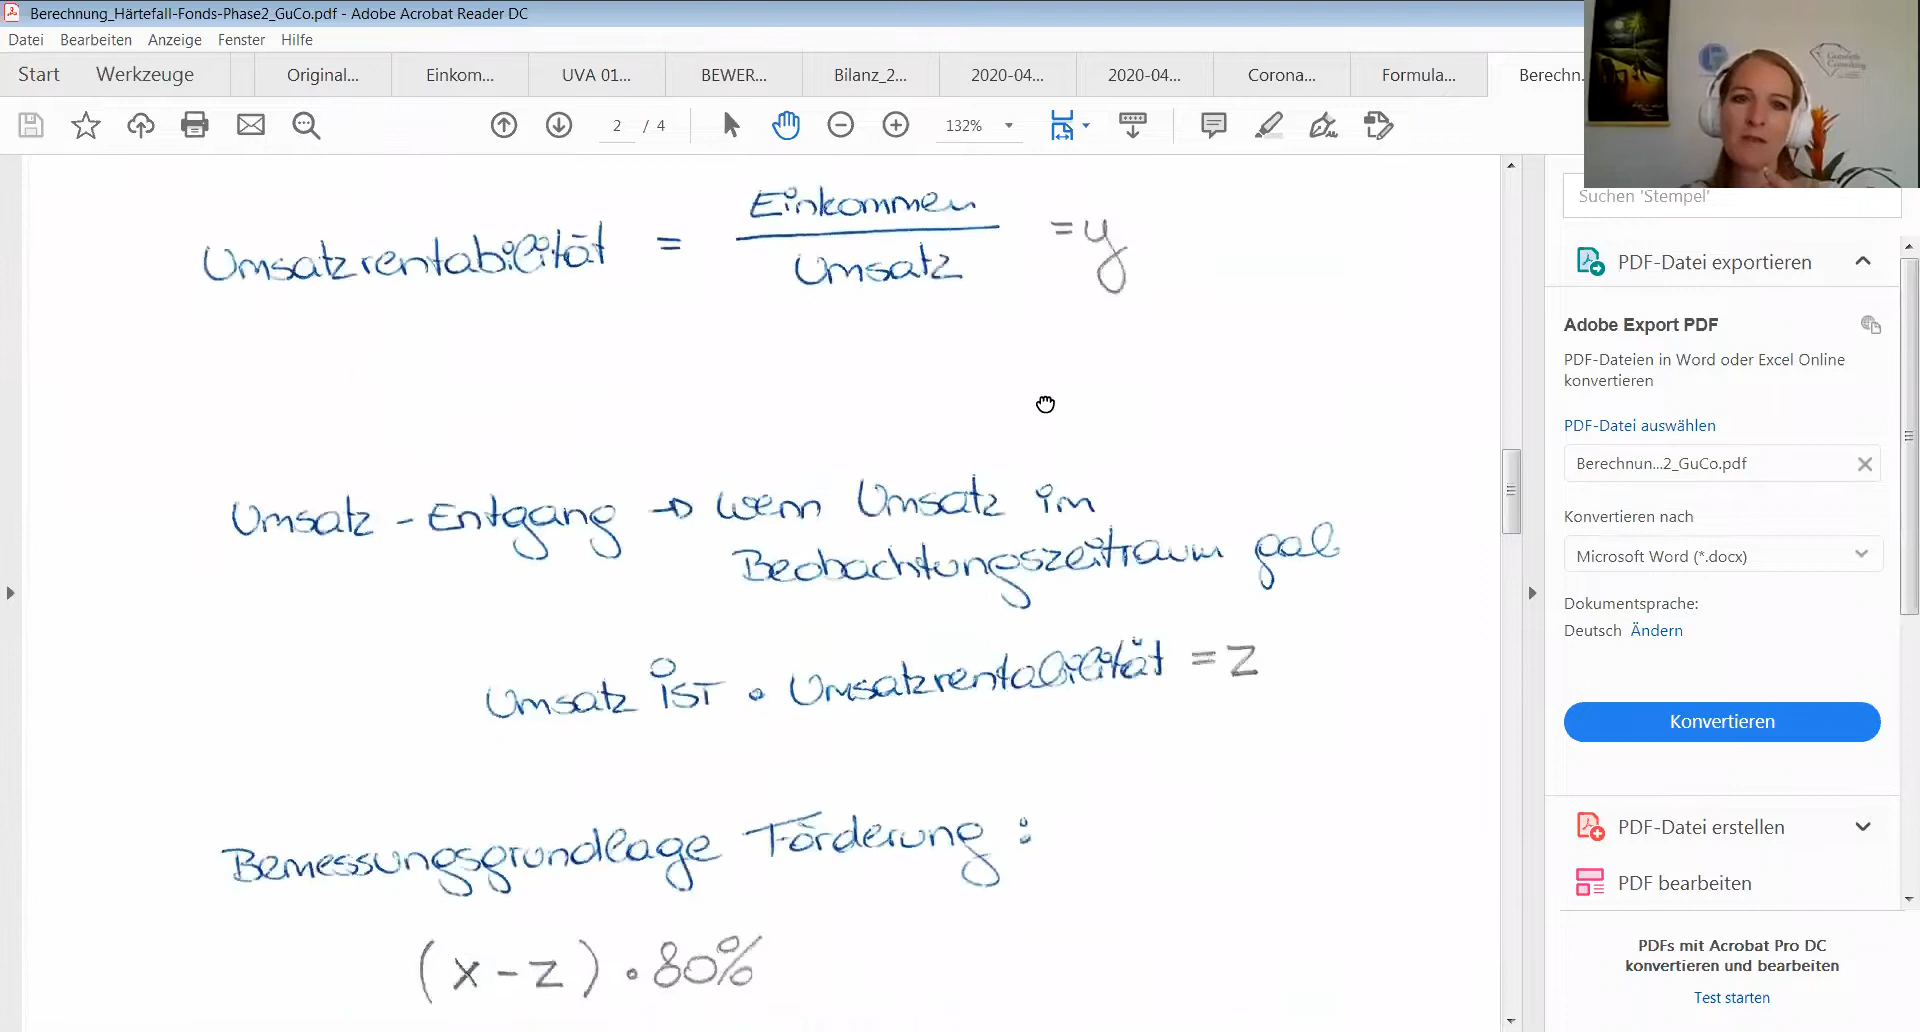 Berechnung_Härtefall-Fonds-Phase2_GuCo.pdf - Adobe Acrobat Reader DC
Datei Bearbeiten Anzeige Fenster Hilfe
Start Werkzeuge Original... Einkom... UVA 01... BEWER... Bilanz_2... 2020-04... 2020-04... Corona... Formula... Berechn...
2 / 4 132%
Umsatzrentabilität = Einkommen = y
Umsatz
Umsatz - Entgang → wenn Umsatz im
Beobachtungszeitraum gab
Umsatz IST • Umsatzrentabilität = z
Bemessungsgrundlage Förderung :
(x - z) • 80%
Suchen 'Stempel'
PDF-Datei exportieren
Adobe Export PDF
PDF-Dateien in Word oder Excel Online
konvertieren
PDF-Datei auswählen
Berechnun...2_GuCo.pdf
Konvertieren nach
Microsoft Word (*.docx)
Dokumentsprache:
Deutsch Ändern
Konvertieren
PDF-Datei erstellen
PDF bearbeiten
PDFs mit Acrobat Pro DC
konvertieren und bearbeiten
Test starten